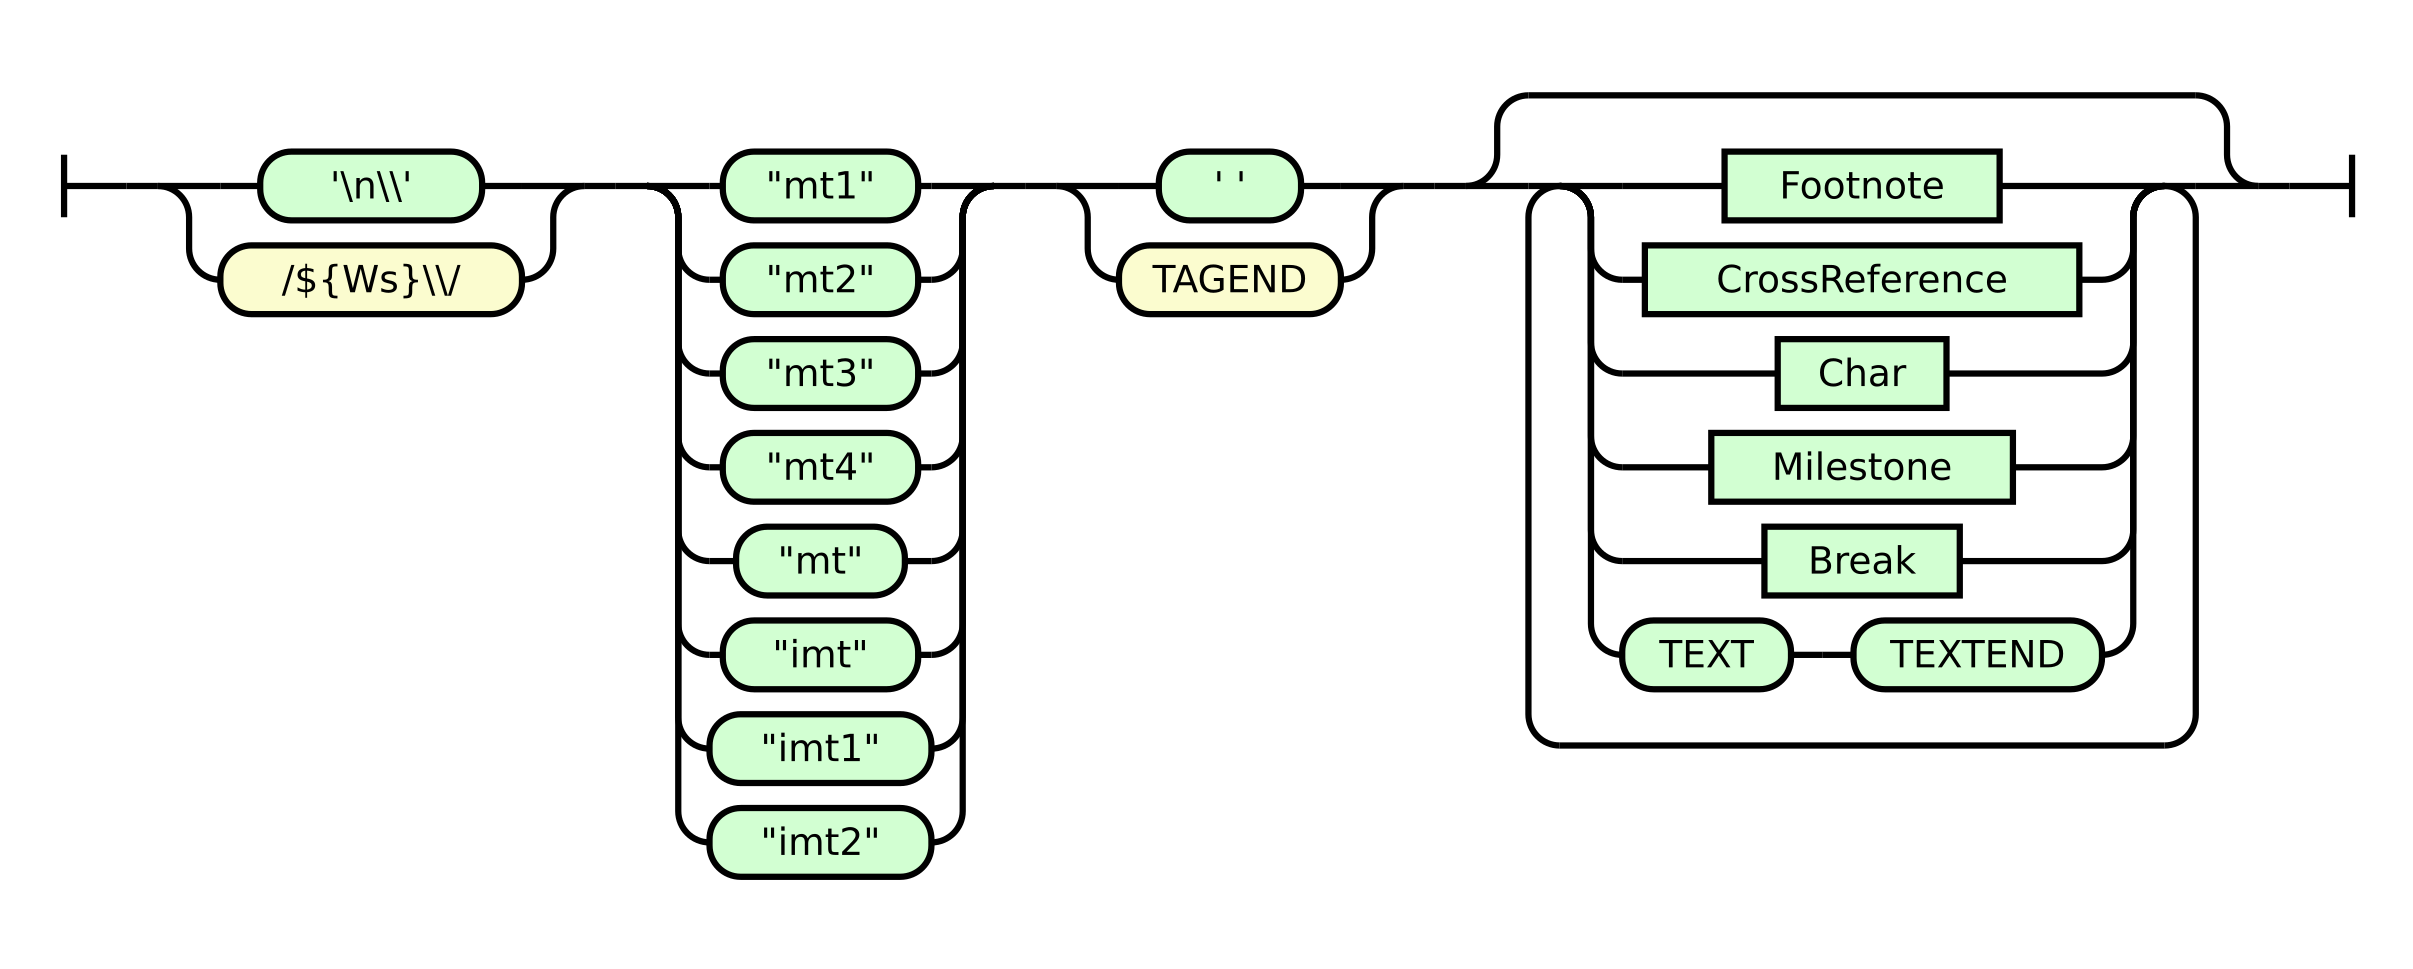 '\n\\'
/${Ws}\\/
"mt1"
"mt2"
"mt3"
"mt4"
"mt"
"imt"
"imt1"
"imt2"
' '
TAGEND
Footnote
CrossReference
Char
Milestone
Break
TEXT
TEXTEND